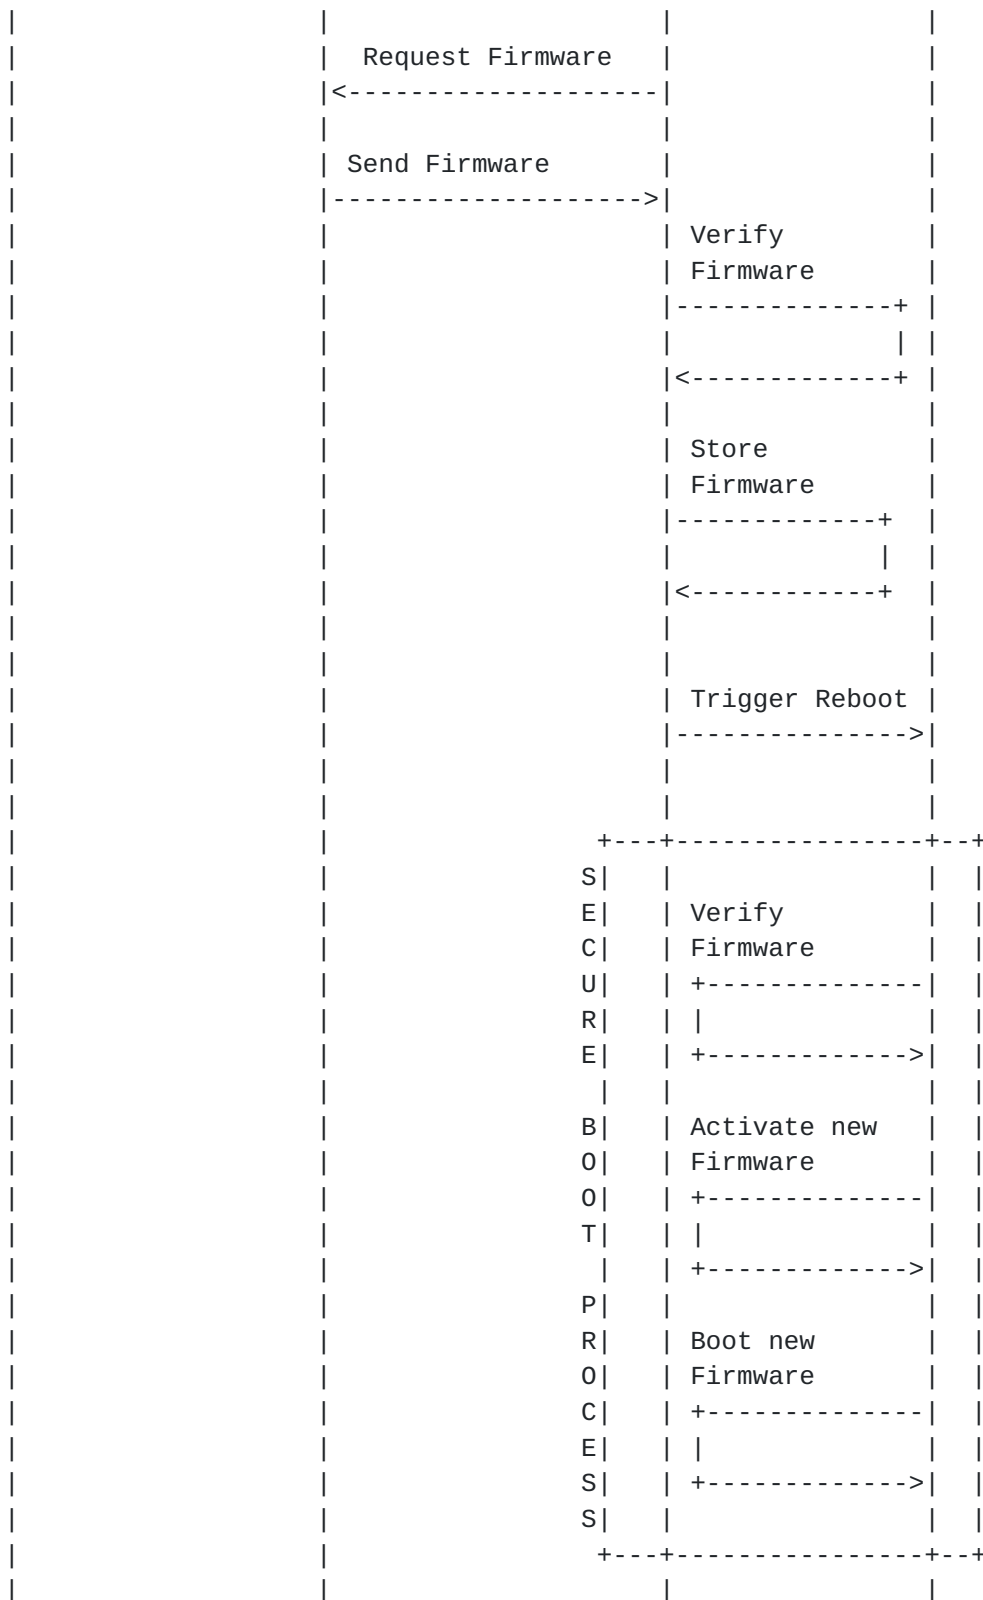 |                   |                     |                |
|                   |  Request Firmware   |                |
|                   |<--------------------|                |
|                   |                     |                |
|                   | Send Firmware       |                |
|                   |-------------------->|                |
|                   |                     | Verify         |
|                   |                     | Firmware       |
|                   |                     |--------------+ |
|                   |                     |              | |
|                   |                     |<-------------+ |
|                   |                     |                |
|                   |                     | Store          |
|                   |                     | Firmware       |
|                   |                     |-------------+  |
|                   |                     |             |  |
|                   |                     |<------------+  |
|                   |                     |                |
|                   |                     |                |
|                   |                     | Trigger Reboot |
|                   |                     |--------------->|
|                   |                     |                |
|                   |                     |                |
|                   |                 +---+----------------+--+
|                   |                S|   |                |  |
|                   |                E|   | Verify         |  |
|                   |                C|   | Firmware       |  |
|                   |                U|   | +--------------|  |
|                   |                R|   | |              |  |
|                   |                E|   | +------------->|  |
|                   |                 |   |                |  |
|                   |                B|   | Activate new   |  |
|                   |                O|   | Firmware       |  |
|                   |                O|   | +--------------|  |
|                   |                T|   | |              |  |
|                   |                 |   | +------------->|  |
|                   |                P|   |                |  |
|                   |                R|   | Boot new       |  |
|                   |                O|   | Firmware       |  |
|                   |                C|   | +--------------|  |
|                   |                E|   | |              |  |
|                   |                S|   | +------------->|  |
|                   |                S|   |                |  |
|                   |                 +---+----------------+--+
|                   |                     |                |